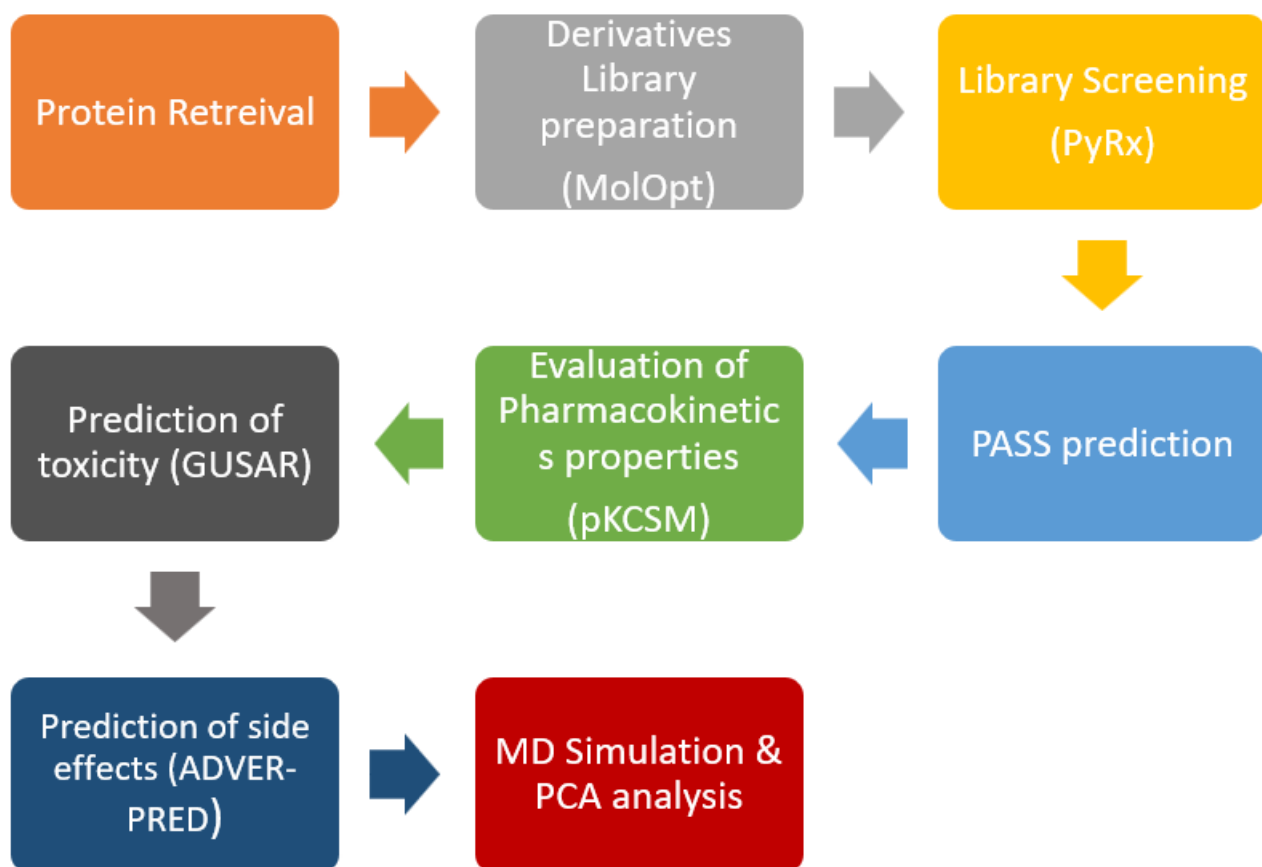 Protein Retreival
Derivatives
Library
preparation
(MolOpt)
Library Screening
(PyRx)
PASS prediction
Evaluation of
Pharmacokinetic
s properties
(pKCSM)
Prediction of
toxicity (GUSAR)
Prediction of side
effects (ADVER-
PRED)
MD Simulation &
PCA analysis